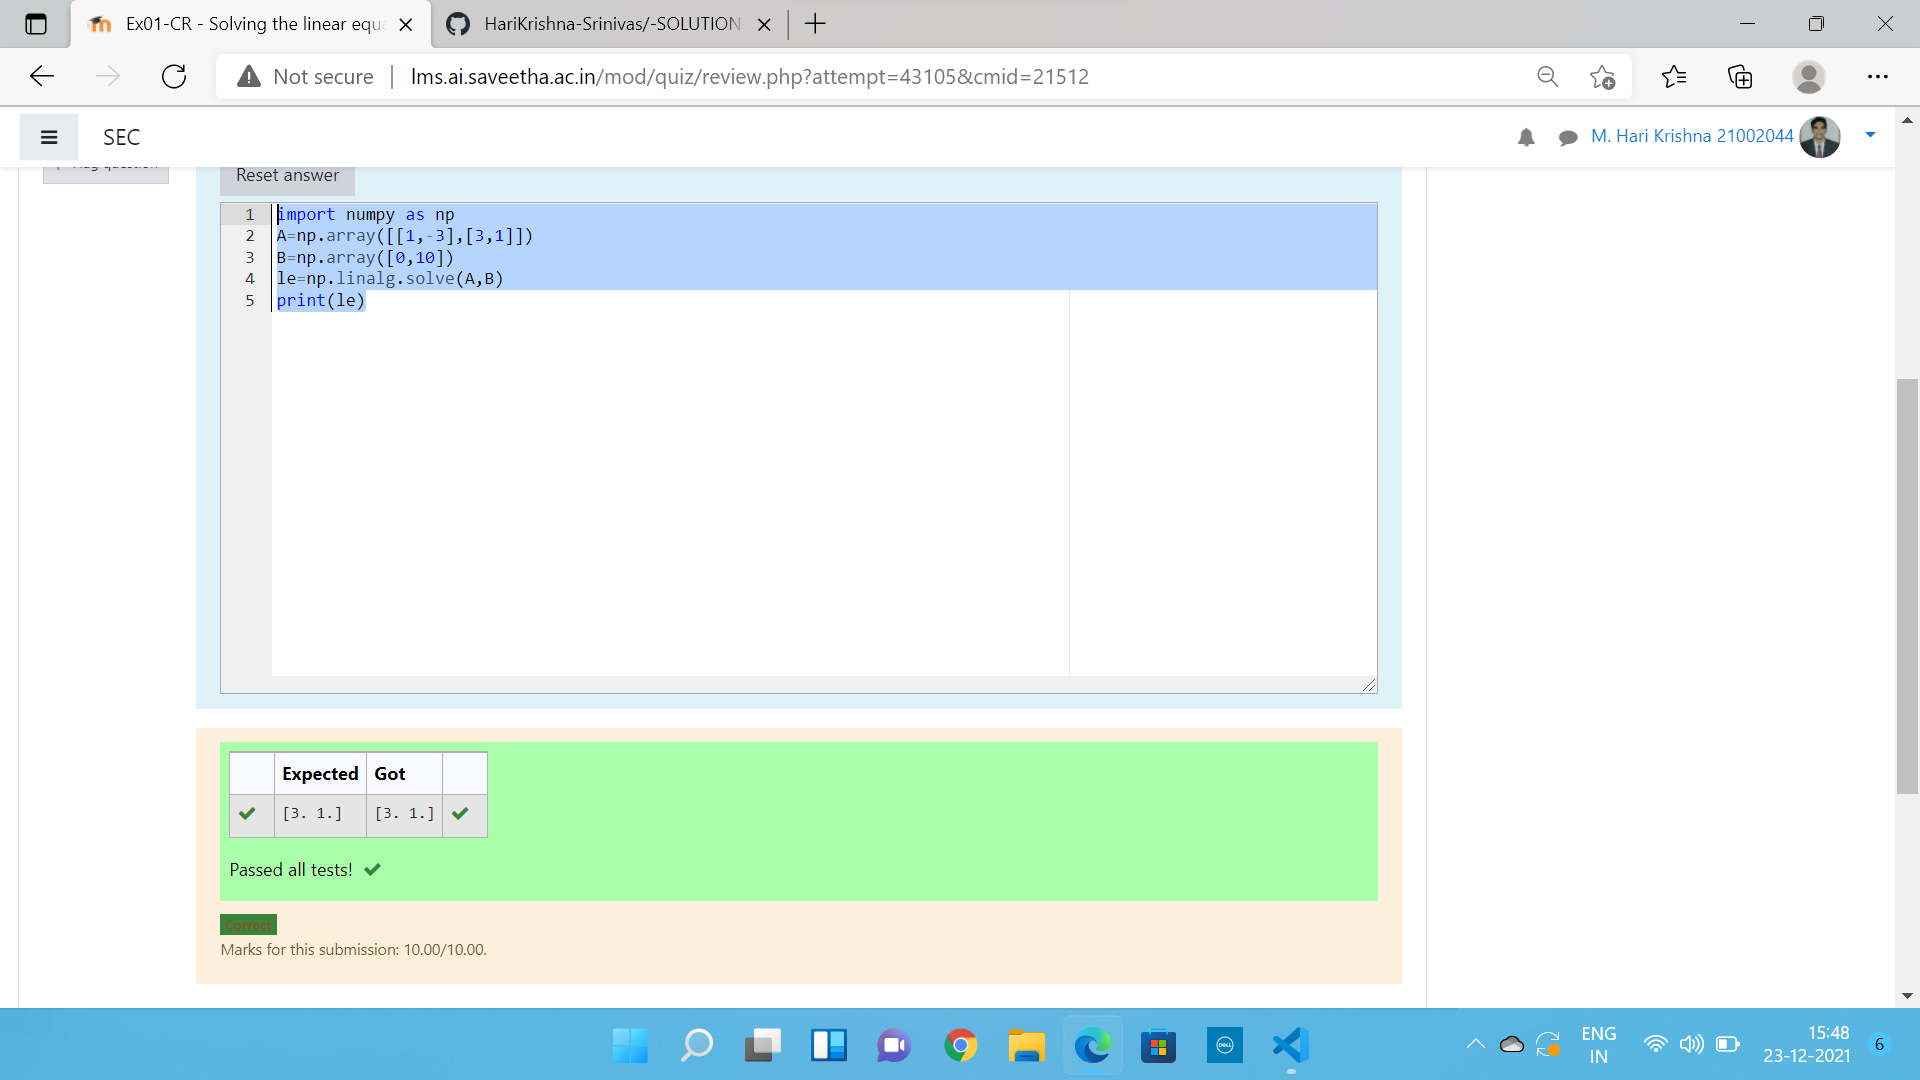 Ex01-CR - Solving the linear equa
HariKrishna-Srinivas/-SOLUTION
Not secure
lms.ai.saveetha.ac.in/mod/quiz/review.php?attempt=43105&cmid=21512
SEC
M. Hari Krishna 21002044
Reset answer
1 import numpy as np
2 A=np.array([[1,-3],[3,1]])
3 B=np.array([0,10])
4 le=np.linalg.solve(A,B)
5 print(le)
Expected Got
[3. 1.] [3. 1.]
Passed all tests!
Correct
Marks for this submission: 10.00/10.00.
DELL
ENG
IN
15:48
23-12-2021
6